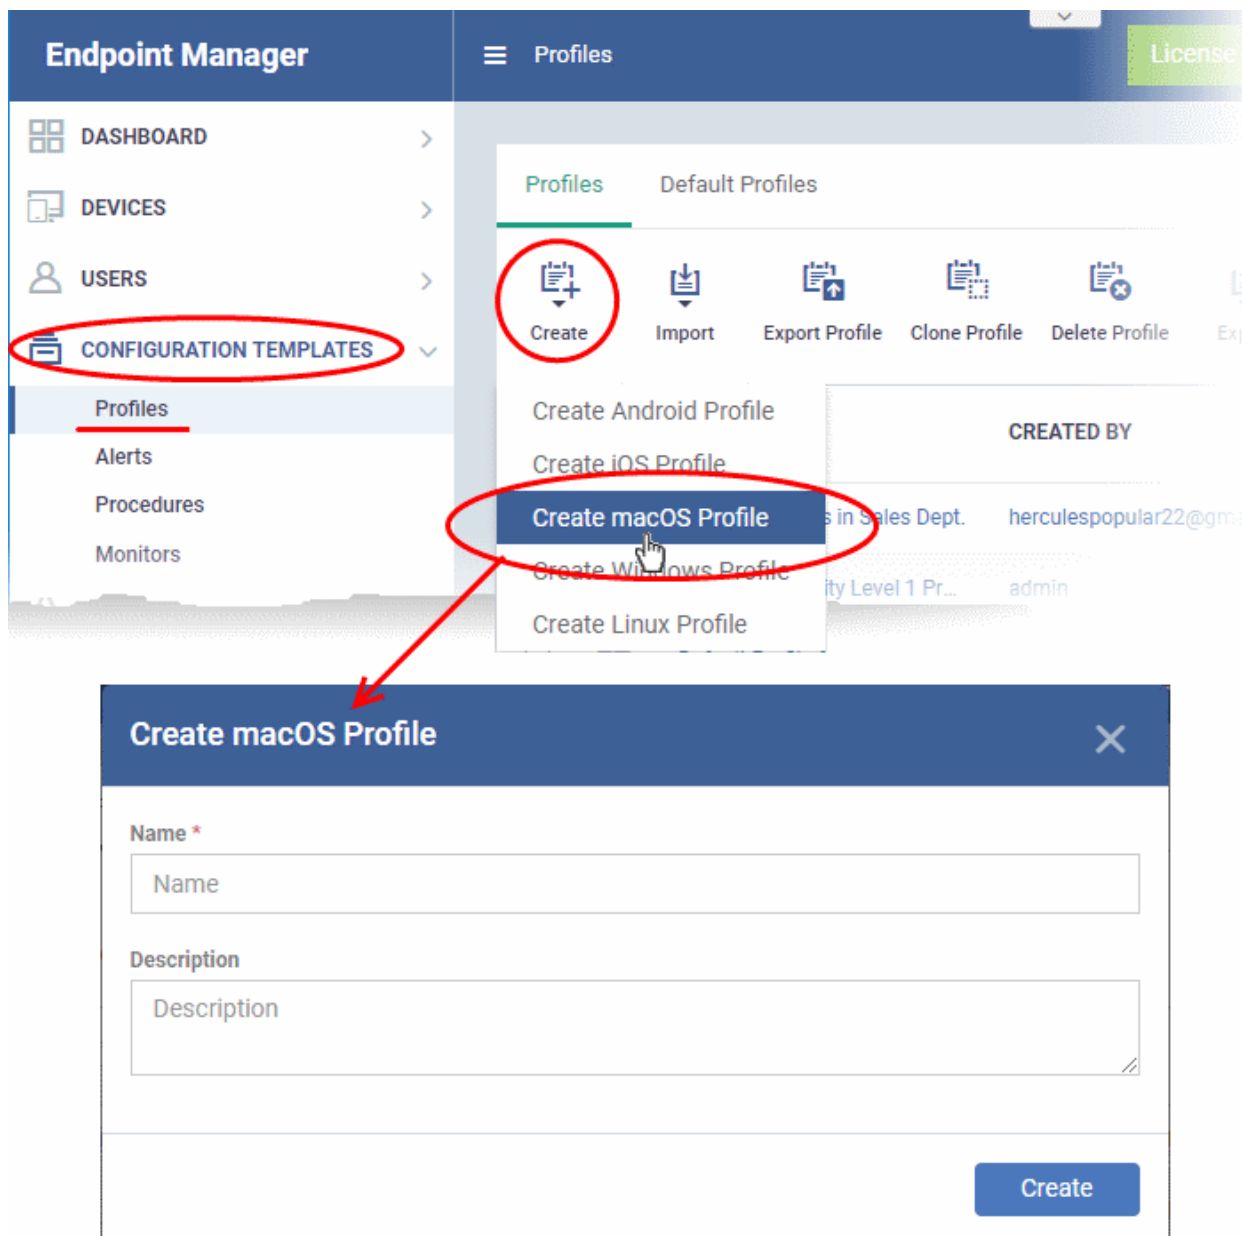 Endpoint Manager
Profiles
License
DASHBOARD
DEVICES
USERS
CONFIGURATION TEMPLATES
Profiles
Alerts
Procedures
Monitors
Profiles Default Profiles
Create Import Export Profile Clone Profile Delete Profile
Create Android Profile
Create iOS Profile
Create macOS Profile
Create Windows Profile
Create Linux Profile
CREATED BY
s in Sales Dept. herculespopular22@gma
ity Level 1 Pr... admin
Create macOS Profile
Name *
Name
Description
Description
Create